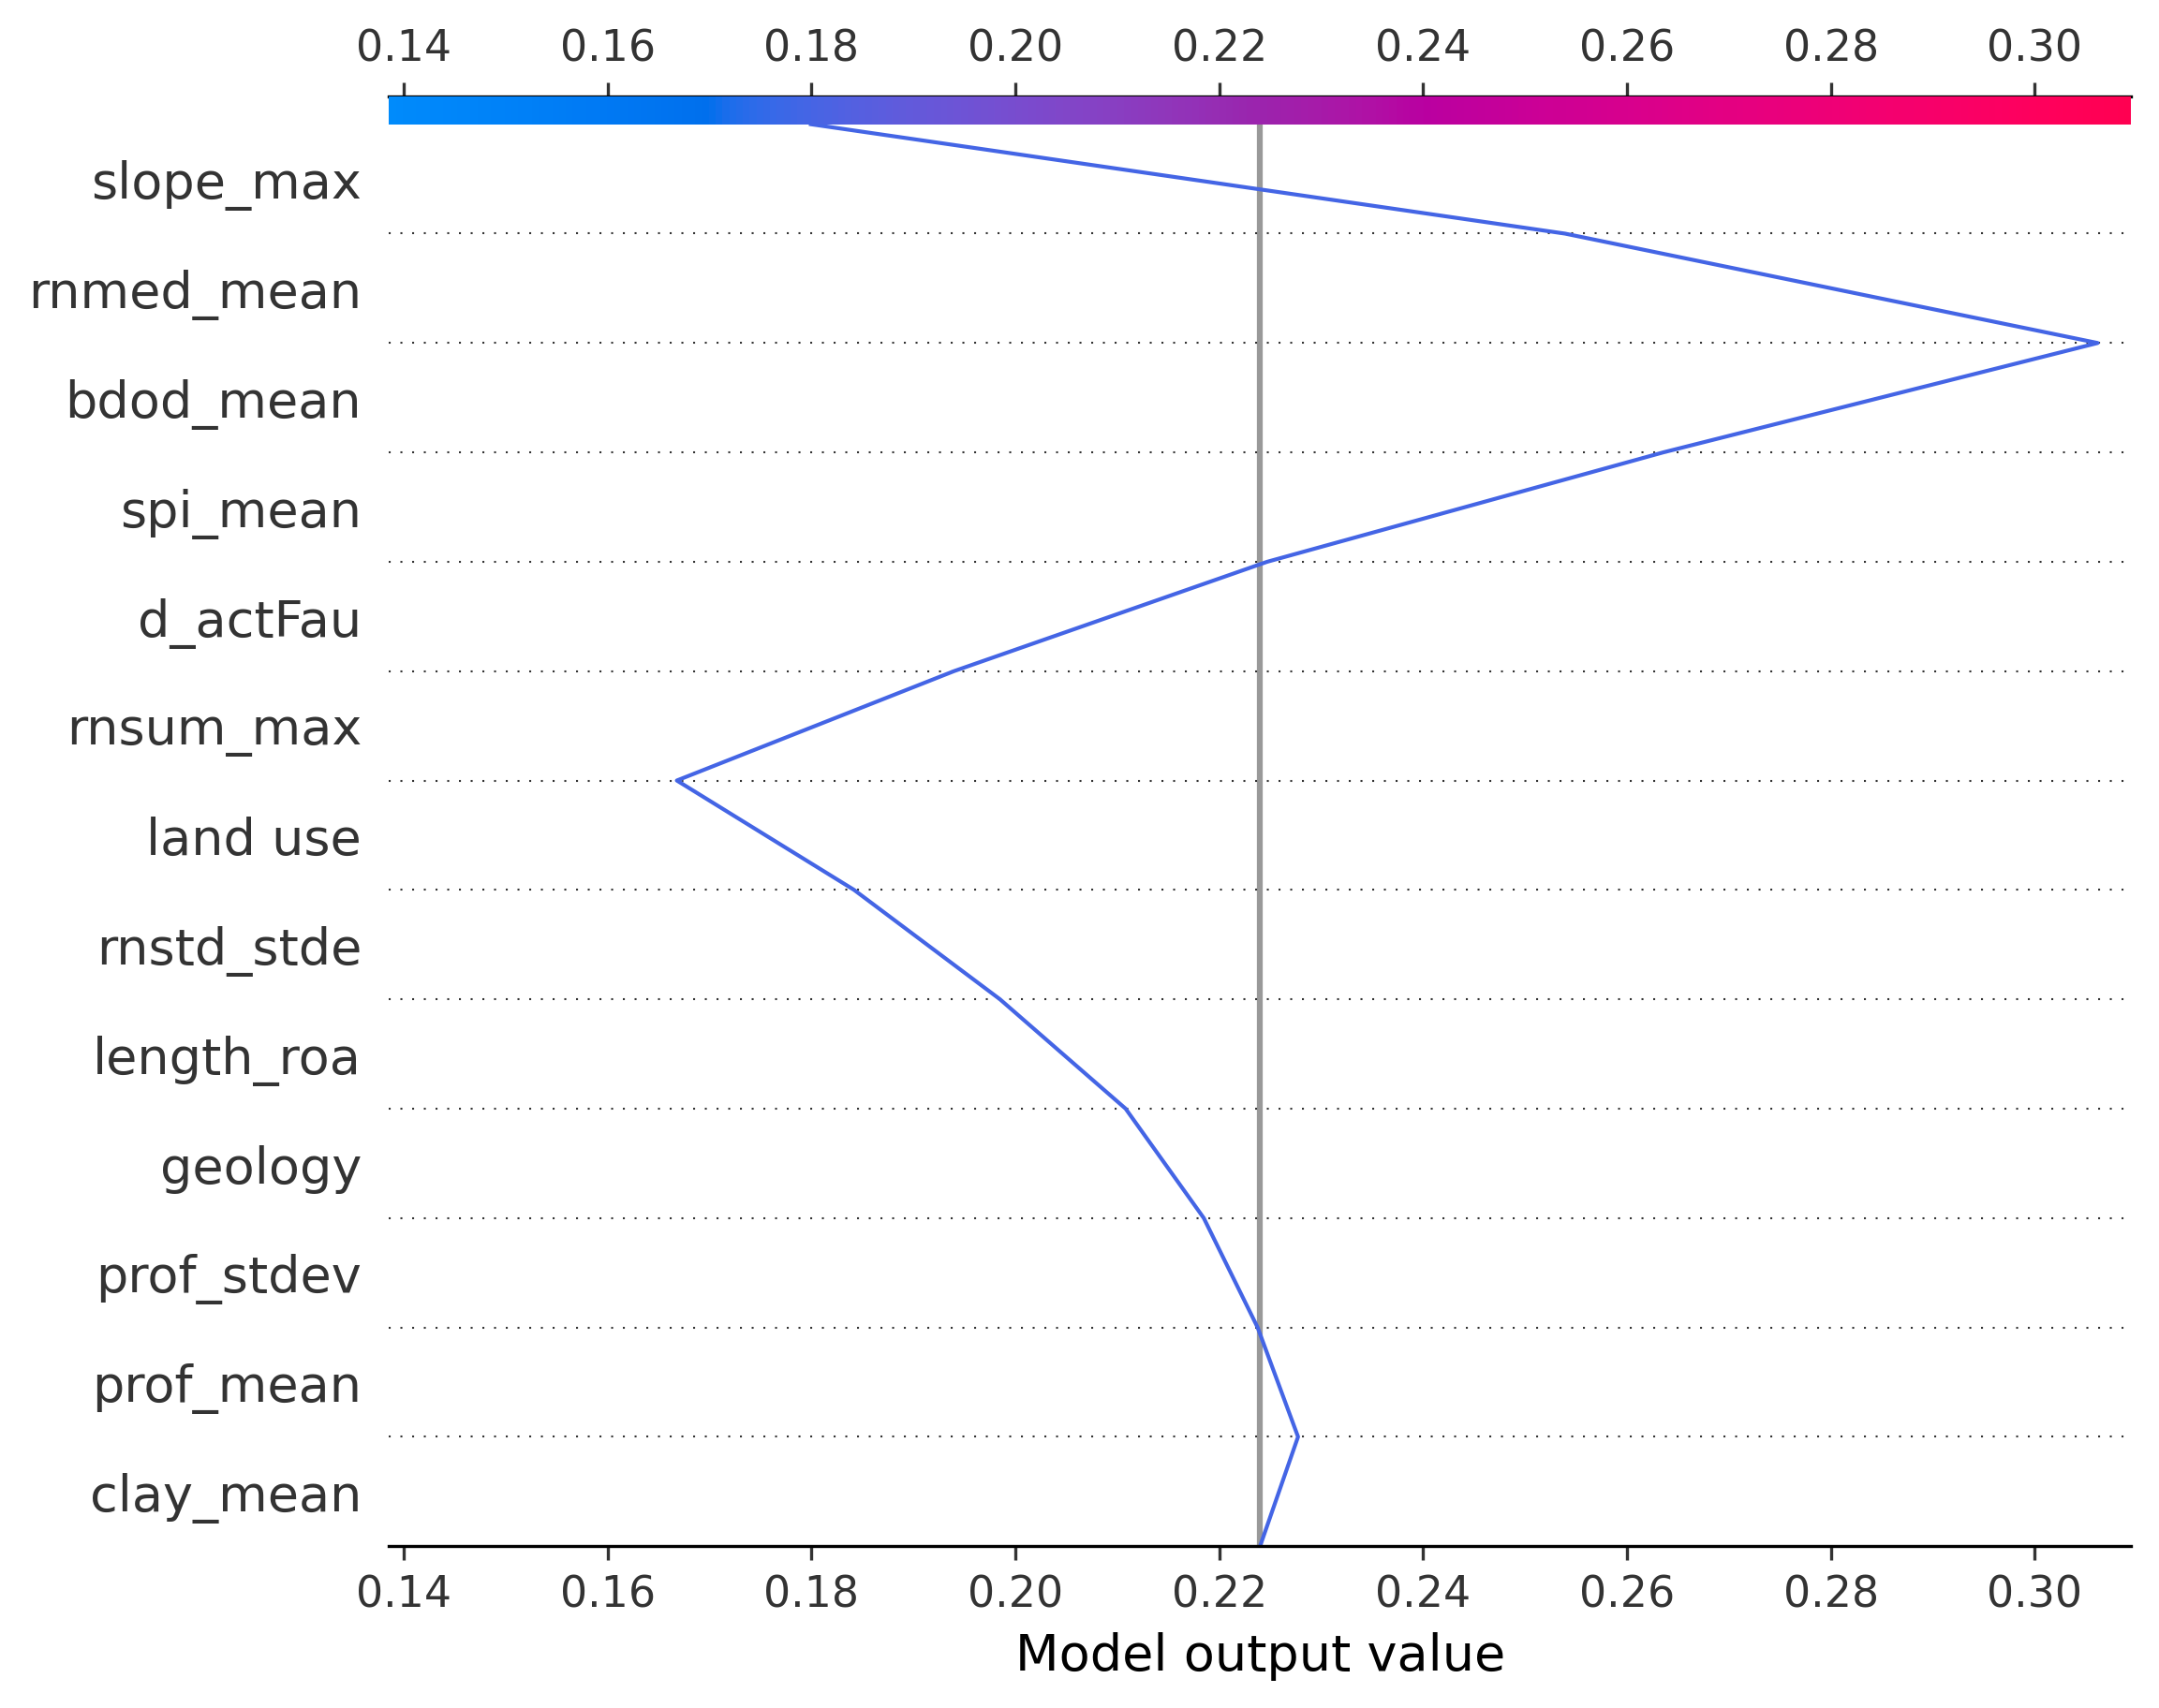 0.14 0.16 0.18 0.20 0.22 0.24 0.26 0.28 0.30
slope_max
rnmed_mean
bdod_mean
spi_mean
d_actFau
rnsum_max
land use
rnstd_stde
length_roa
geology
prof_stdev
prof_mean
clay_mean
0.14 0.16 0.18 0.20 0.22 0.24 0.26 0.28 0.30
Model output value